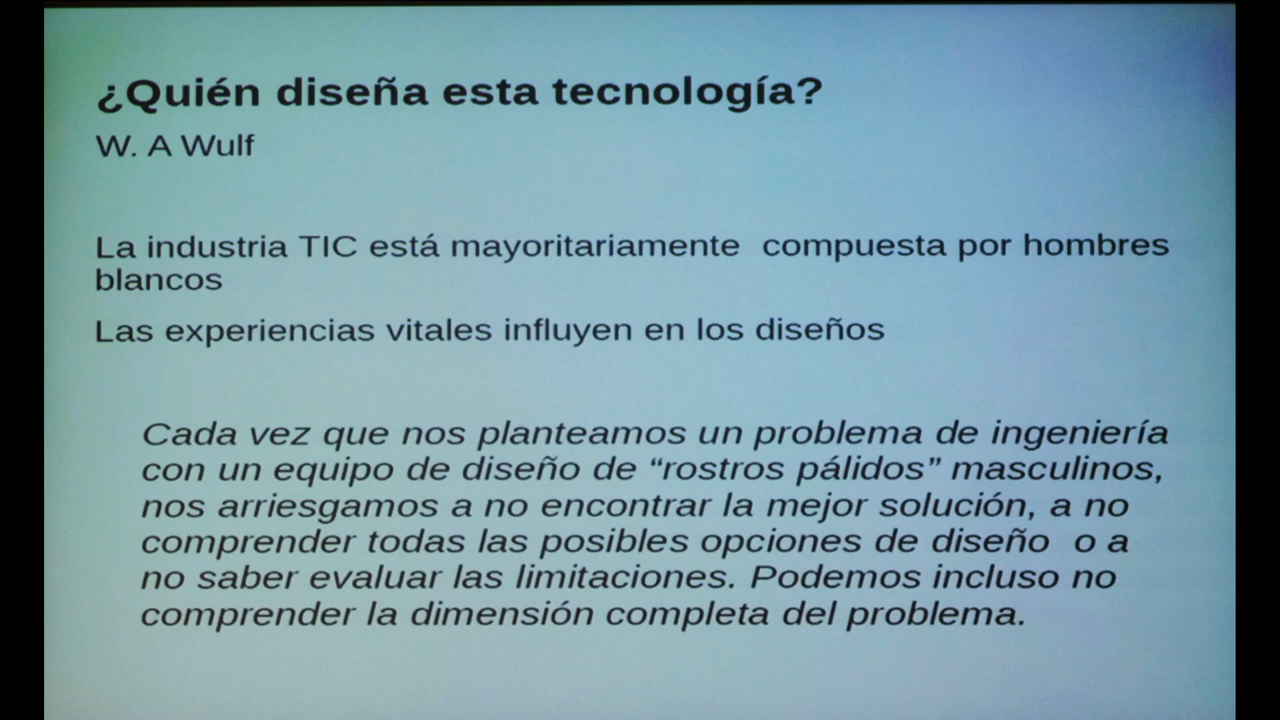 ¿Quién diseña esta tecnología?
W. A Wulf
La industria TIC está mayoritariamente compuesta por hombres
blancos
Las experiencias vitales influyen en los diseños
Cada vez que nos planteamos un problema de ingeniería
con un equipo de diseño de “rostros pálidos” masculinos,
nos arriesgamos a no encontrar la mejor solución, a no
comprender todas las posibles opciones de diseño o a
no saber evaluar las limitaciones. Podemos incluso no
comprender la dimensión completa del problema.